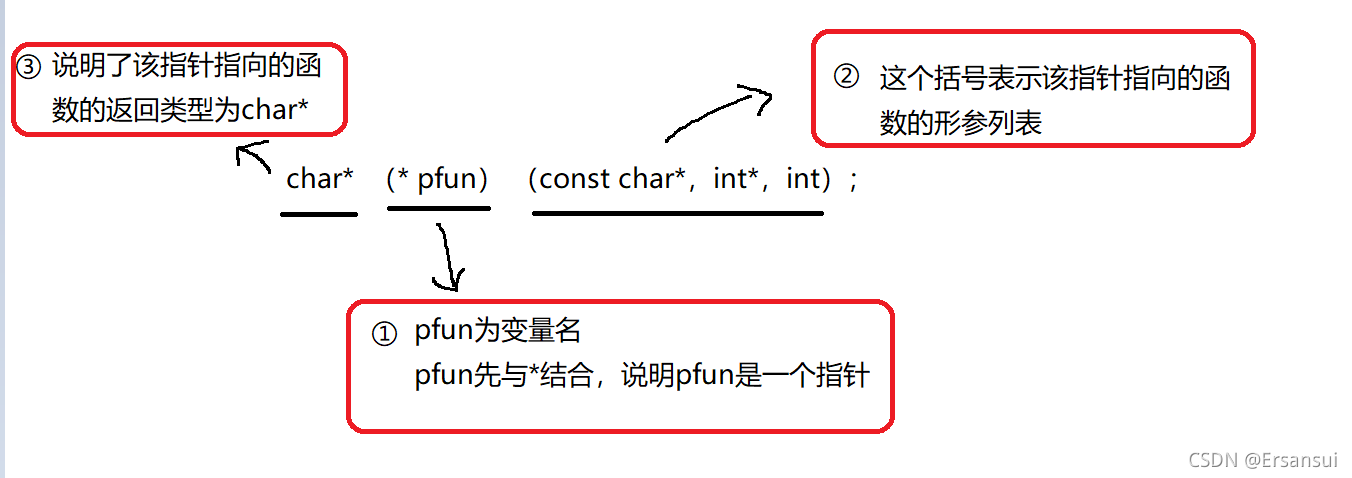 ③ 说明了该指针指向的函
数的返回类型为char*
② 这个括号表示该指针指向的函
数的形参列表
char* （* pfun） （const char*，int*，int）；
① pfun为变量名
pfun先与*结合，说明pfun是一个指针
CSDN @Ersansui